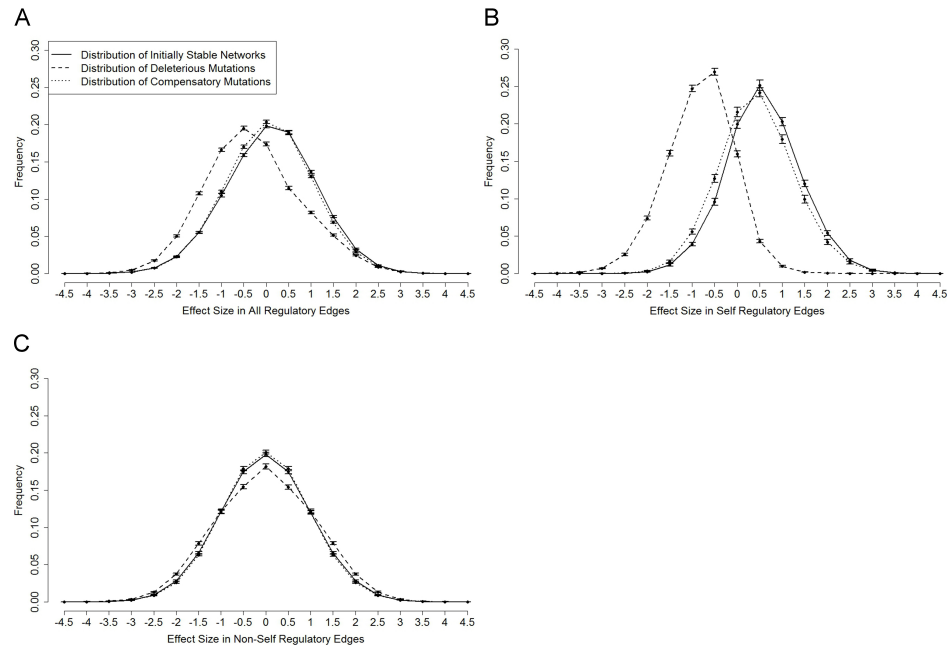 A
0.30
0.25
0.20
0.15
0.10
0.05
0.00
Frequency
Distribution of Initially Stable Networks
Distribution of Deleterious Mutations
Distribution of Compensatory Mutations
-4.5 -4 -3.5 -3 -2.5 -2 -1.5 -1 -0.5 0 0.5 1 1.5 2 2.5 3 3.5 4 4.5
Effect Size in All Regulatory Edges
B
0.30
0.25
0.20
0.15
0.10
0.05
0.00
Frequency
-4.5 -4 -3.5 -3 -2.5 -2 -1.5 -1 -0.5 0 0.5 1 1.5 2 2.5 3 3.5 4 4.5
Effect Size in Self Regulatory Edges
C
0.30
0.25
0.20
0.15
0.10
0.05
0.00
Frequency
-4.5 -4 -3.5 -3 -2.5 -2 -1.5 -1 -0.5 0 0.5 1 1.5 2 2.5 3 3.5 4 4.5
Effect Size in Non-Self Regulatory Edges